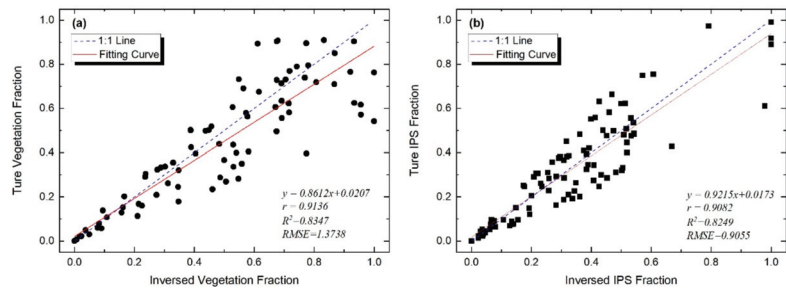 (a)
1:1 Line
Fitting Curve
Ture Vegetation Fraction
1.0
0.8
0.6
0.4
0.2
0.0
y = 0.8612x+0.0207
r = 0.9136
R²=0.8347
RMSE=1.3738
0.0 0.2 0.4 0.6 0.8 1.0
Inversed Vegetation Fraction
(b)
1:1 Line
Fitting Curve
Ture IPS Fraction
1.0
0.8
0.6
0.4
0.2
0.0
y = 0.9215x+0.0173
r = 0.9082
R²=0.8249
RMSE=0.9055
0.0 0.2 0.4 0.6 0.8 1.0
Inversed IPS Fraction